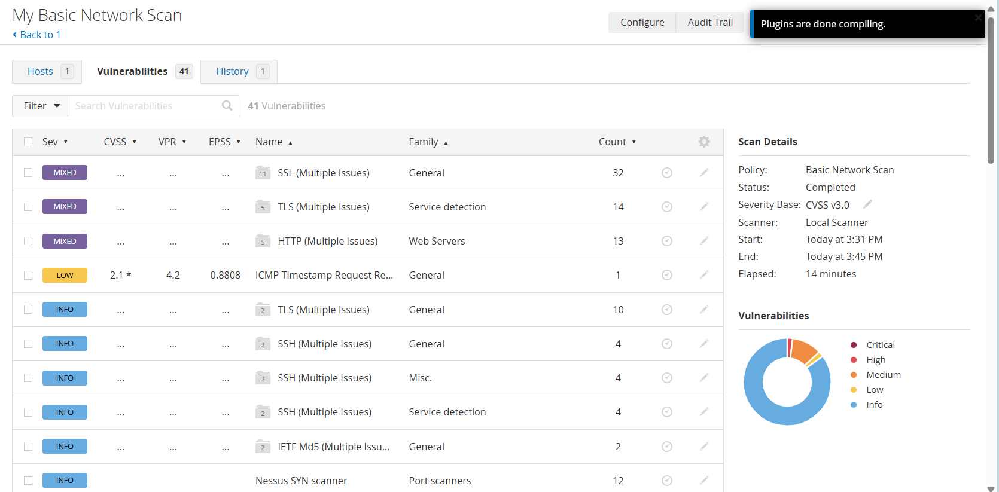 My Basic Network Scan
Back to 1
Configure Audit Trail
Plugins are done compiling.
Hosts 1 Vulnerabilities 41 History 1
Filter Search Vulnerabilities 41 Vulnerabilities
Sev CVSS VPR EPSS Name Family Count
MIXED ... ... ... 11 SSL (Multiple Issues) General 32
MIXED ... ... ... 5 TLS (Multiple Issues) Service detection 14
MIXED ... ... ... 5 HTTP (Multiple Issues) Web Servers 13
LOW 2.1 * 4.2 0.8808 ICMP Timestamp Request Re... General 1
INFO ... ... ... 2 TLS (Multiple Issues) General 10
INFO ... ... ... 2 SSH (Multiple Issues) General 4
INFO ... ... ... 2 SSH (Multiple Issues) Misc. 4
INFO ... ... ... 2 SSH (Multiple Issues) Service detection 4
INFO ... ... ... 2 IETF Md5 (Multiple Issu... General 2
INFO Nessus SYN scanner Port scanners 12
Scan Details
Policy: Basic Network Scan
Status: Completed
Severity Base: CVSS v3.0
Scanner: Local Scanner
Start: Today at 3:31 PM
End: Today at 3:45 PM
Elapsed: 14 minutes
Vulnerabilities
Critical
High
Medium
Low
Info